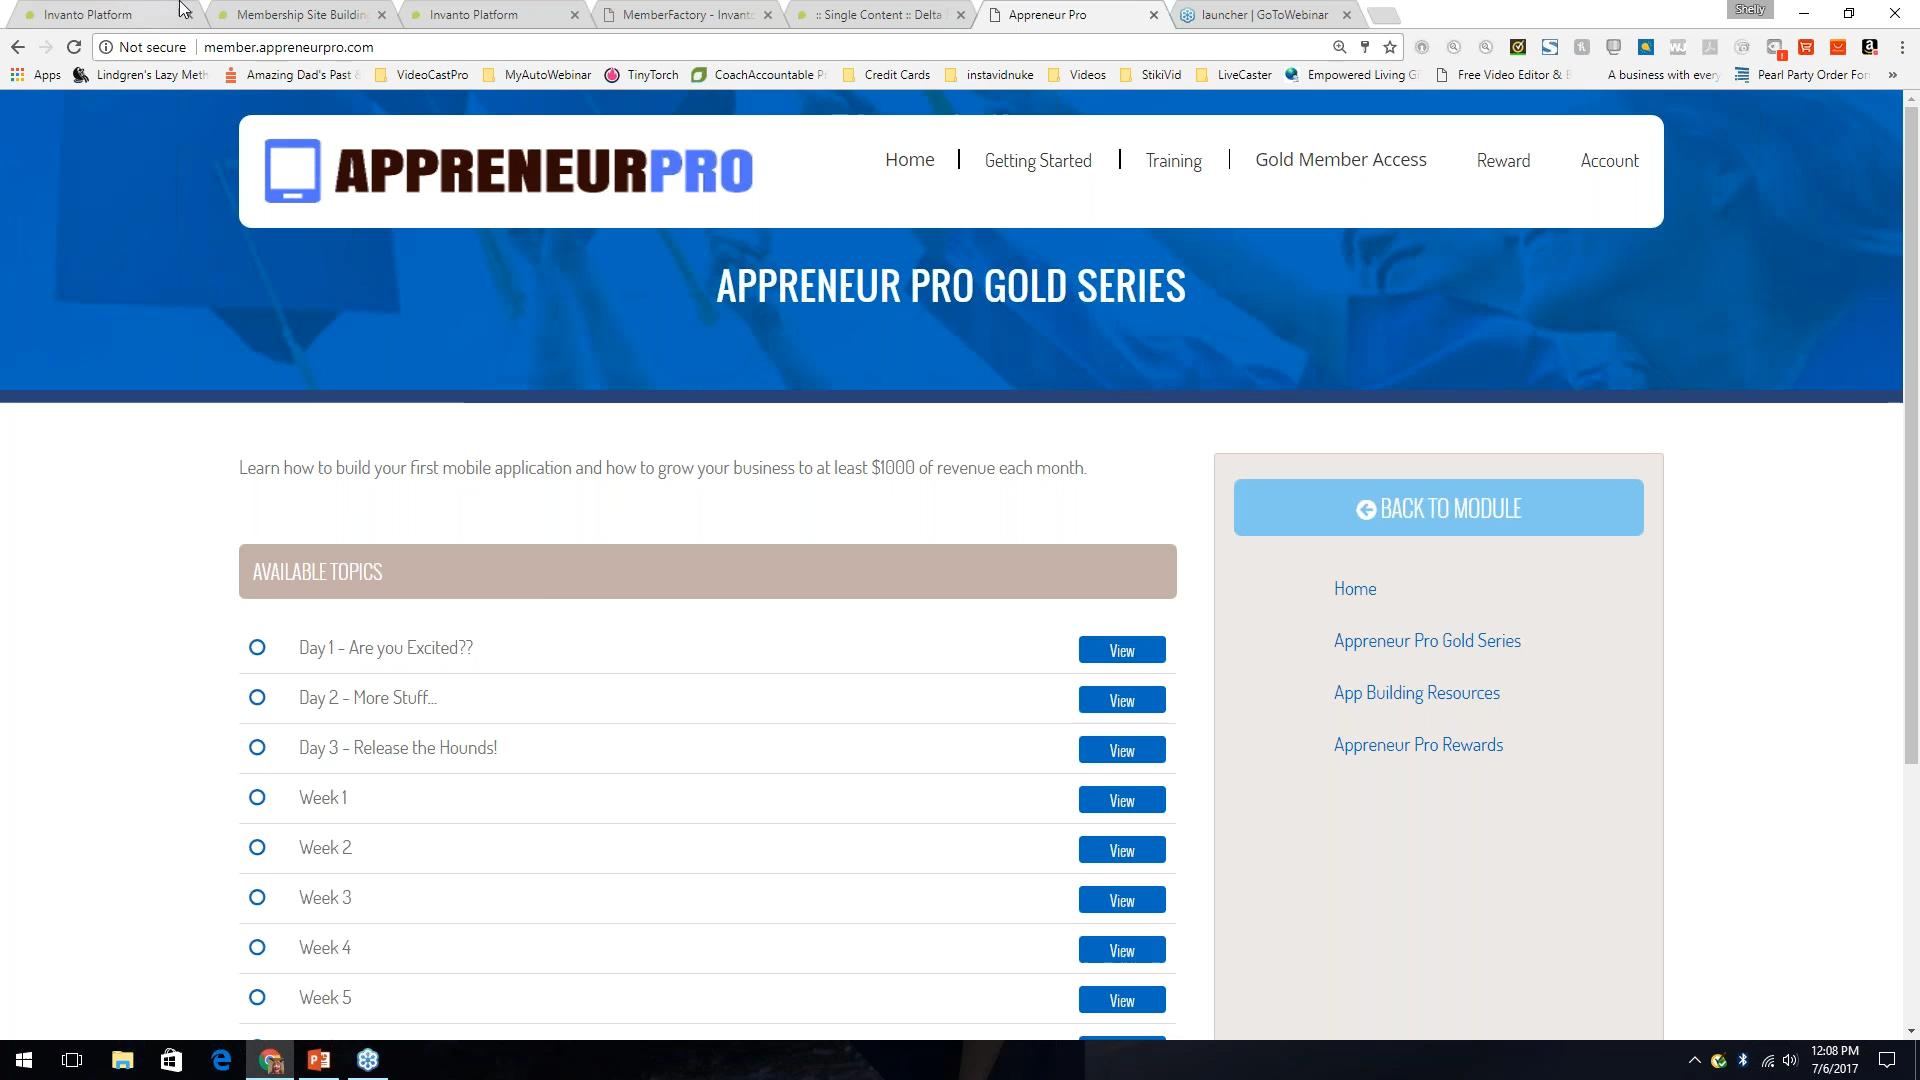 Invanto Platform
Membership Site Buildin
Invanto Platform
MemberFactory - Invant
:: Single Content :: Delta
Appreneur Pro
launcher | GoToWebinar
Shelly
Not secure
member.appreneurpro.com
Apps
Lindgren's Lazy Meth
Amazing Dad's Past
VideoCastPro
MyAutoWebinar
TinyTorch
CoachAccountable P
Credit Cards
instavidnuke
Videos
StikiVid
LiveCaster
Empowered Living G
Free Video Editor &
A business with every
Pearl Party Order For
»
APPRENEURPRO
Home
Getting Started
Training
Gold Member Access
Reward
Account
APPRENEUR PRO GOLD SERIES
Learn how to build your first mobile application and how to grow your business to at least $1000 of revenue each month.
AVAILABLE TOPICS
Day 1 - Are you Excited??
View
Day 2 - More Stuff...
View
Day 3 - Release the Hounds!
View
Week 1
View
Week 2
View
Week 3
View
Week 4
View
Week 5
View
BACK TO MODULE
Home
Appreneur Pro Gold Series
App Building Resources
Appreneur Pro Rewards
12:08 PM
7/6/2017